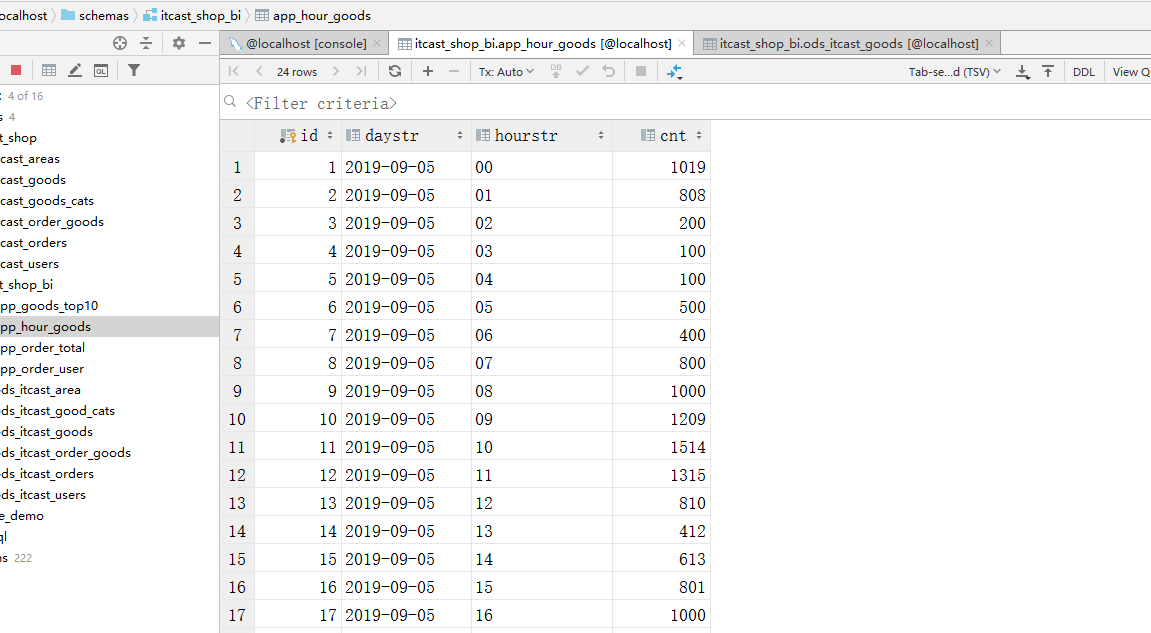 ocalhost schemas itcast_shop_bi app_hour_goods
@localhost [console] itcast_shop_bi.app_hour_goods [@localhost] itcast_shop_bi.ods_itcast_goods [@localhost]
24 rows Tx: Auto DB Tab-se...d (TSV) DDL View Q
QL
<Filter criteria>
4 of 16
s 4
t_shop
cast_areas
cast_goods
cast_goods_cats
cast_order_goods
cast_orders
cast_users
t_shop_bi
pp_goods_top10
pp_hour_goods
pp_order_total
pp_order_user
ds_itcast_area
ds_itcast_good_cats
ds_itcast_goods
ds_itcast_order_goods
ds_itcast_orders
ds_itcast_users
e_demo
ql
ns 222
id daystr hourstr cnt
1 1 2019-09-05 00 1019
2 2 2019-09-05 01 808
3 3 2019-09-05 02 200
4 4 2019-09-05 03 100
5 5 2019-09-05 04 100
6 6 2019-09-05 05 500
7 7 2019-09-05 06 400
8 8 2019-09-05 07 800
9 9 2019-09-05 08 1000
10 10 2019-09-05 09 1209
11 11 2019-09-05 10 1514
12 12 2019-09-05 11 1315
13 13 2019-09-05 12 810
14 14 2019-09-05 13 412
15 15 2019-09-05 14 613
16 16 2019-09-05 15 801
17 17 2019-09-05 16 1000